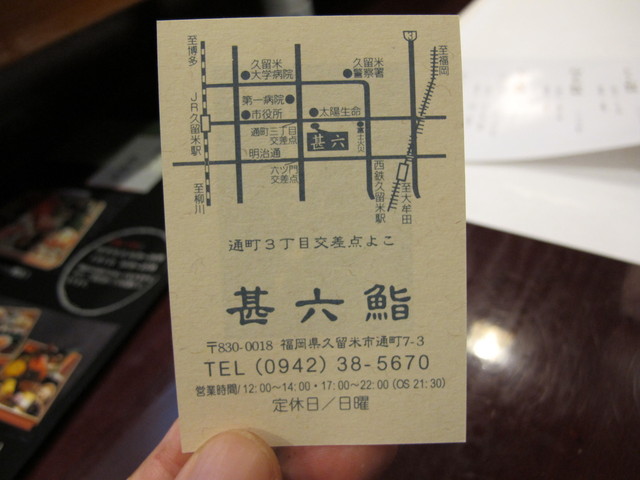 至博多
JR久留米駅
至柳川
久留米
大学病院
久留米
警察署
3
至福岡
第一病院
市役所
太陽生命
通町三丁目
交差点
甚六
明治通
六ツ門
交差点
西鉄久留米駅
至大牟田
通町3丁目交差点よこ
甚六鮨
〒830-0018 福岡県久留米市通町7-3
TEL (0942) 38-5670
営業時間/12:00〜14:00・17:00〜22:00(OS 21:30)
定休日/日曜